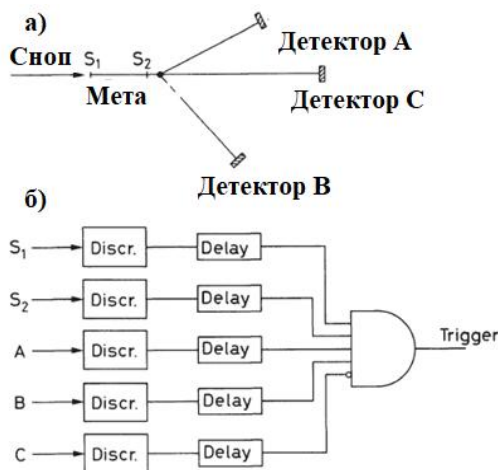 а)
Детектор А
Сноп S₁ S₂
Мета
Детектор С
Детектор В
б)
S₁ Discr. Delay
S₂ Discr. Delay
A Discr. Delay
Trigger
B Discr. Delay
C Discr. Delay